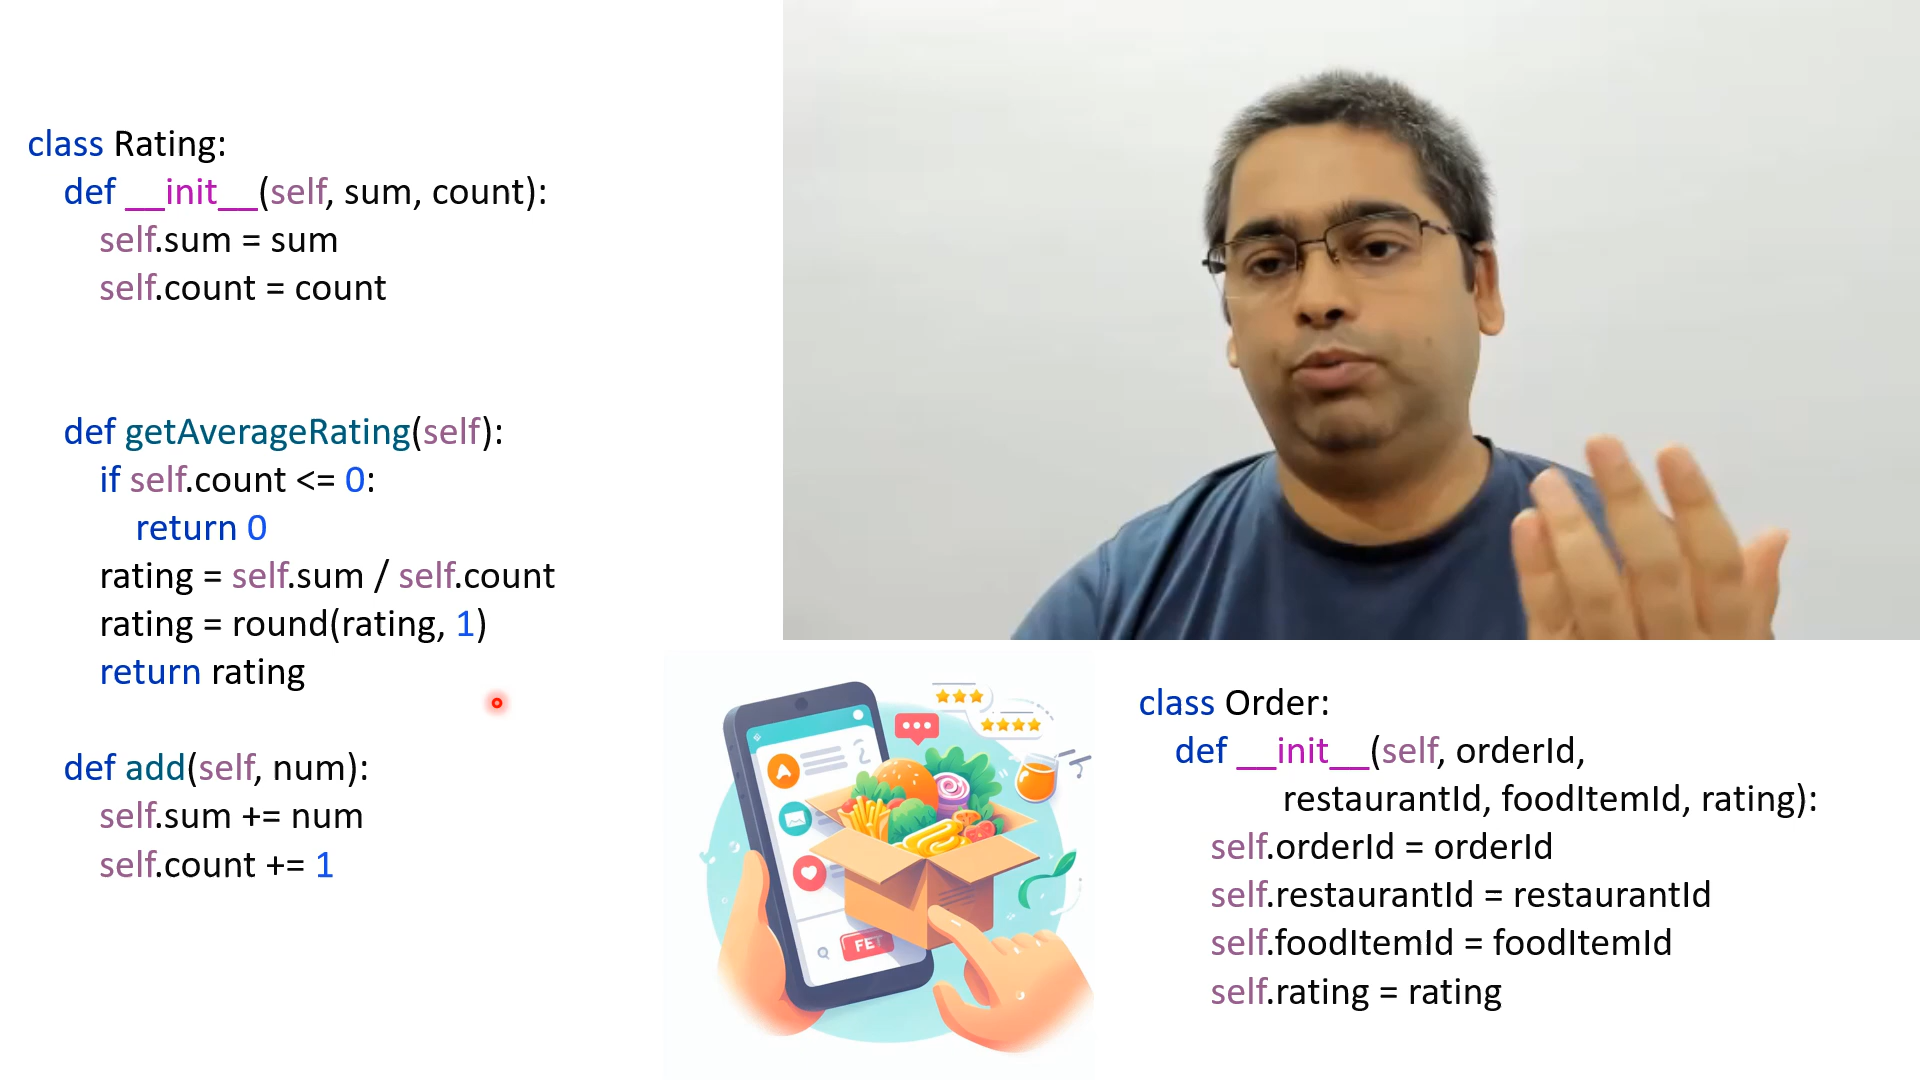 class Rating:
def __init__(self, sum, count):
self.sum = sum
self.count = count
def getAverageRating(self):
if self.count <= 0:
return 0
rating = self.sum / self.count
rating = round(rating, 1)
return rating
def add(self, num):
self.sum += num
self.count += 1
FET
class Order:
def __init__(self, orderId,
restaurantId, foodItemId, rating):
self.orderId = orderId
self.restaurantId = restaurantId
self.foodItemId = foodItemId
self.rating = rating